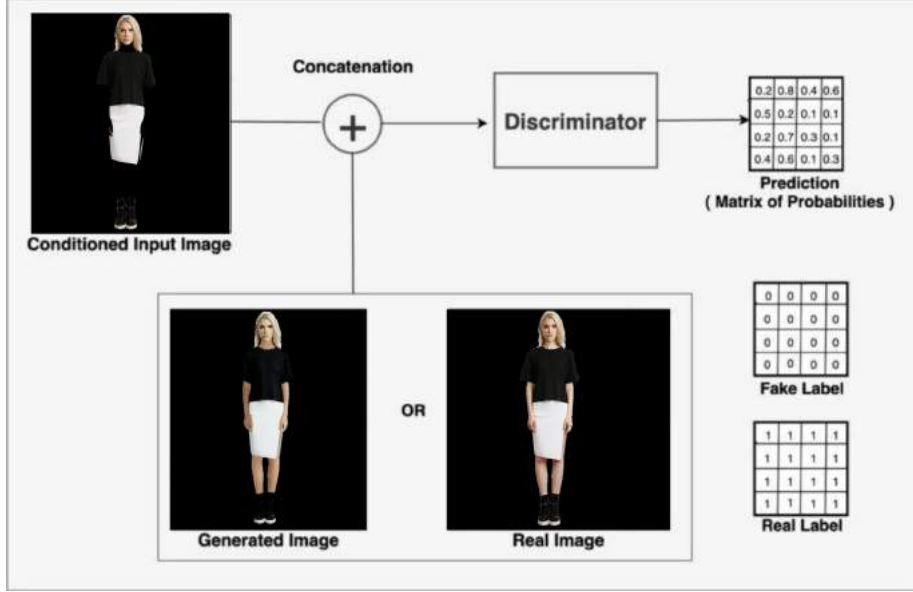 Concatenation
+
Discriminator
0.2 0.8 0.4 0.6
0.5 0.2 0.1 0.1
0.2 0.7 0.3 0.1
0.4 0.6 0.1 0.3
Prediction
( Matrix of Probabilities )
Conditioned Input Image
0 0 0 0
0 0 0 0
0 0 0 0
0 0 0 0
Fake Label
OR
1 1 1 1
1 1 1 1
1 1 1 1
1 1 1 1
Real Label
Generated Image
Real Image